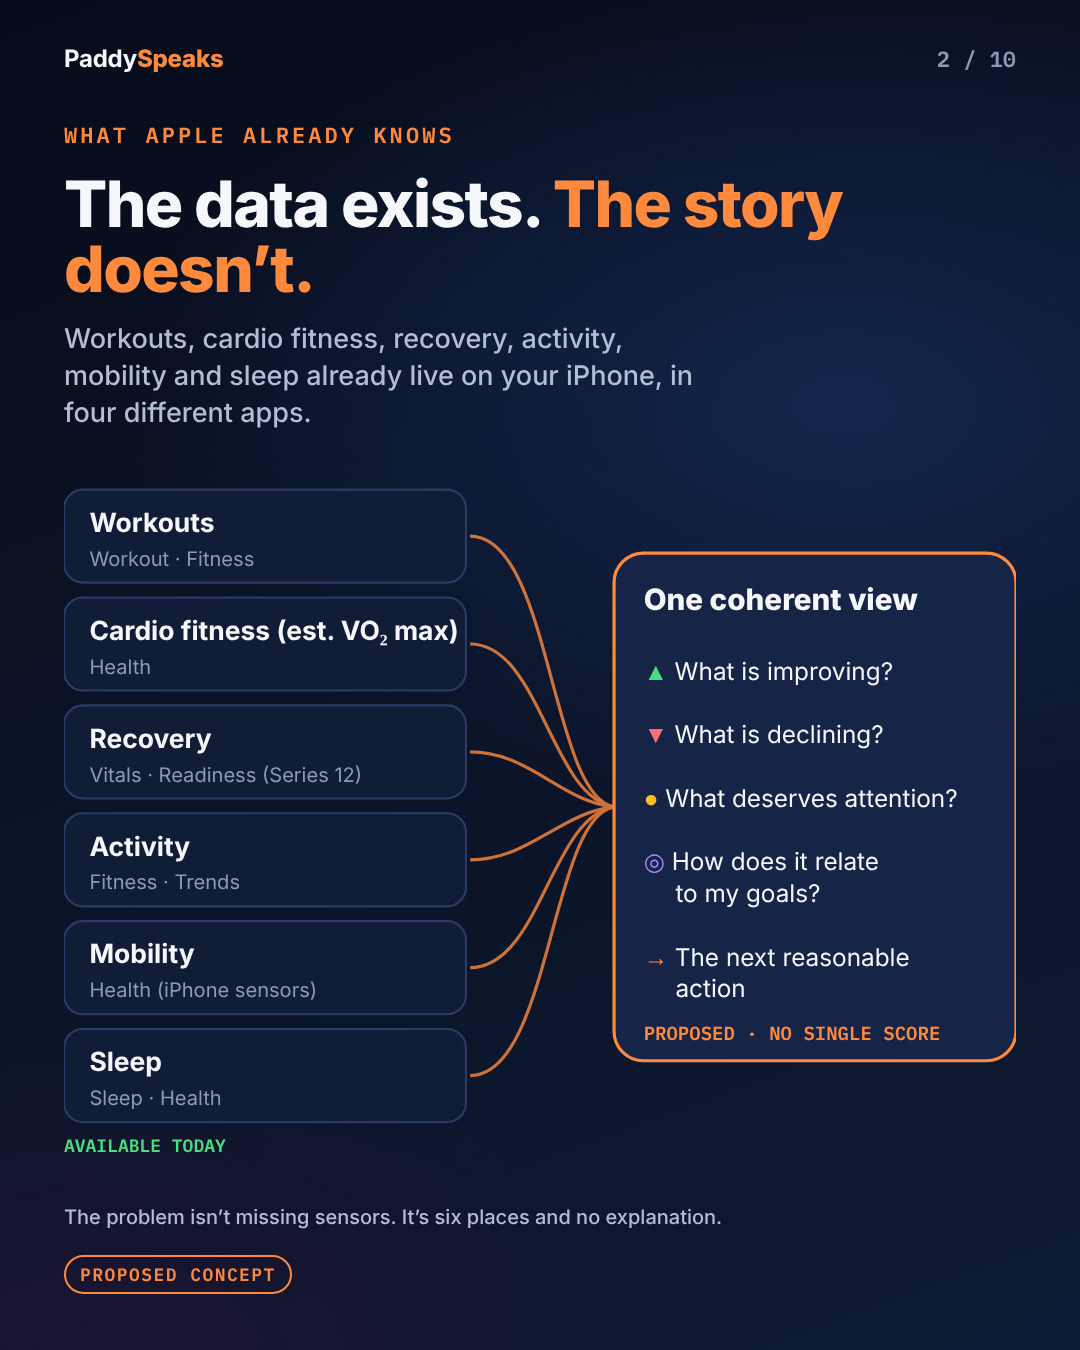 PaddySpeaks
2 / 10
WHAT APPLE ALREADY KNOWS
The data exists. The story
doesn’t.
Workouts, cardio fitness, recovery, activity,
mobility and sleep already live on your iPhone, in
four different apps.
Workouts
Workout · Fitness
Cardio fitness (est. VO₂ max)
Health
Recovery
Vitals · Readiness (Series 12)
Activity
Fitness · Trends
Mobility
Health (iPhone sensors)
Sleep
Sleep · Health
AVAILABLE TODAY
One coherent view
▲ What is improving?
▼ What is declining?
● What deserves attention?
◎ How does it relate
to my goals?
→ The next reasonable
action
PROPOSED · NO SINGLE SCORE
The problem isn’t missing sensors. It’s six places and no explanation.
PROPOSED CONCEPT